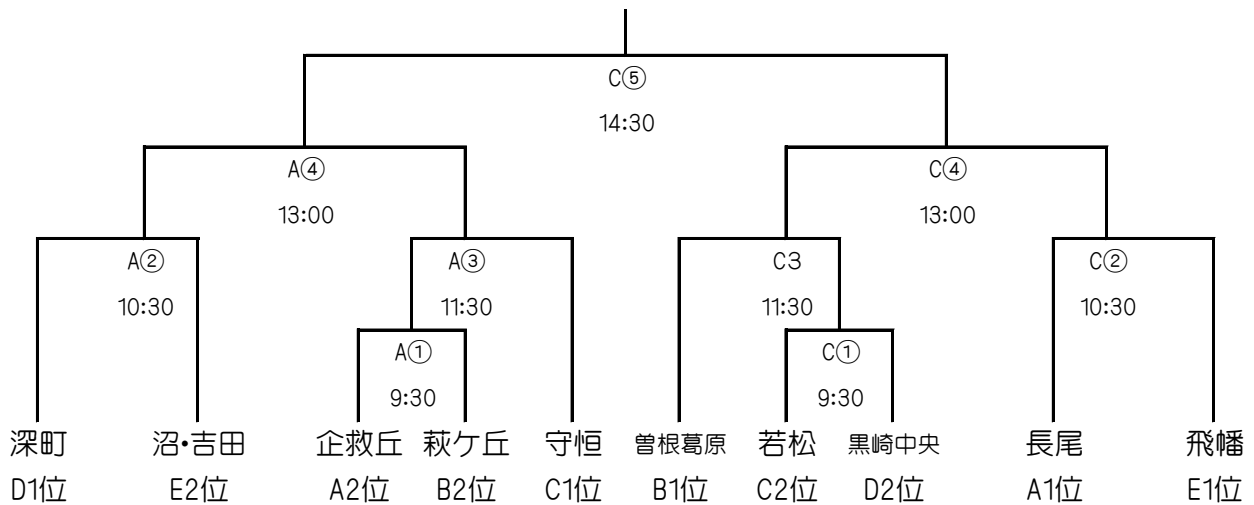 C⑤
14:30
A④ C④
13:00 13:00
A② A③ C3 C②
10:30 11:30 11:30 10:30
A① C①
9:30 9:30
深町 沼・吉田 企救丘 萩ケ丘 守恒 曽根葛原 若松 黒崎中央 長尾 飛幡
D1位 E2位 A2位 B2位 C1位 B1位 C2位 D2位 A1位 E1位